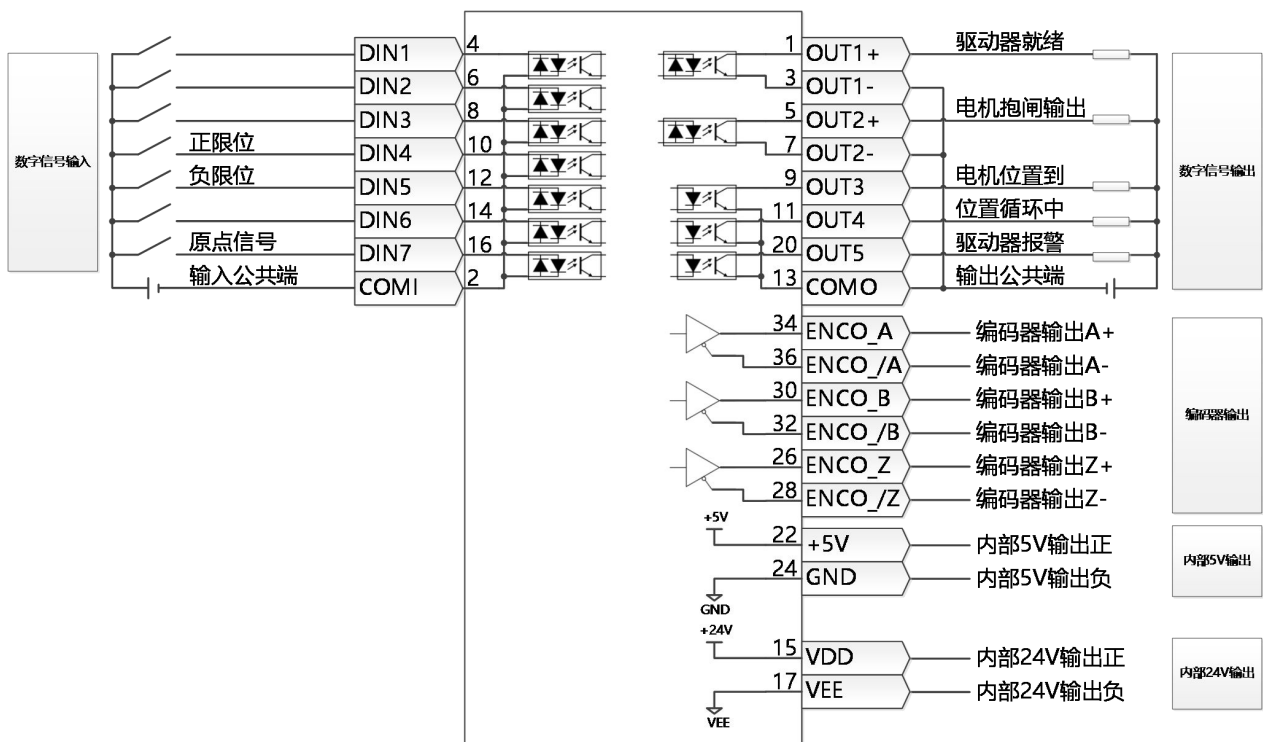 数字信号输入
DIN1 4
DIN2 6
DIN3 8
正限位 DIN4 10
负限位 DIN5 12
DIN6 14
原点信号 DIN7 16
输入公共端 COMI 2
1 OUT1+ 驱动器就绪
3 OUT1-
5 OUT2+ 电机抱闸输出
7 OUT2-
9 OUT3 电机位置到
11 OUT4 位置循环中
20 OUT5 驱动器报警
13 COMO 输出公共端
数字信号输出
34 ENCO_A 编码器输出A+
36 ENCO_/A 编码器输出A-
30 ENCO_B 编码器输出B+
32 ENCO_/B 编码器输出B-
26 ENCO_Z 编码器输出Z+
28 ENCO_/Z 编码器输出Z-
编码器输出
+5V
22 +5V 内部5V输出正
24 GND 内部5V输出负
GND
内部5V输出
+24V
15 VDD 内部24V输出正
17 VEE 内部24V输出负
VEE
内部24V输出